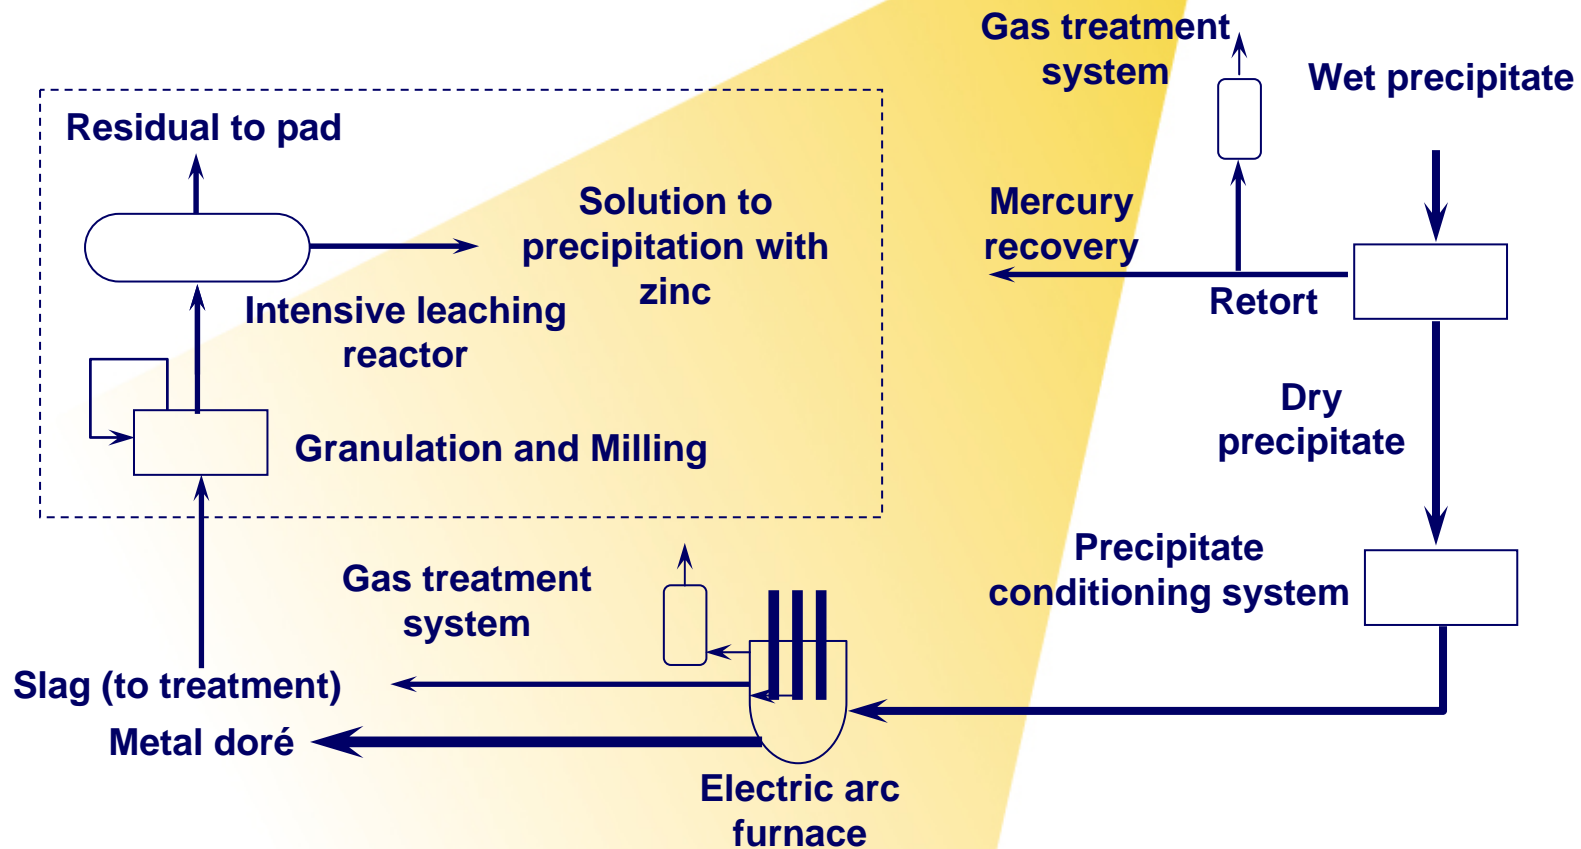 Gas treatment
system
Wet precipitate
Residual to pad
Solution to
precipitation with
zinc
Mercury
recovery
Retort
Intensive leaching
reactor
Dry
precipitate
Granulation and Milling
Precipitate
conditioning system
Gas treatment
system
Slag (to treatment)
Metal doré
Electric arc
furnace